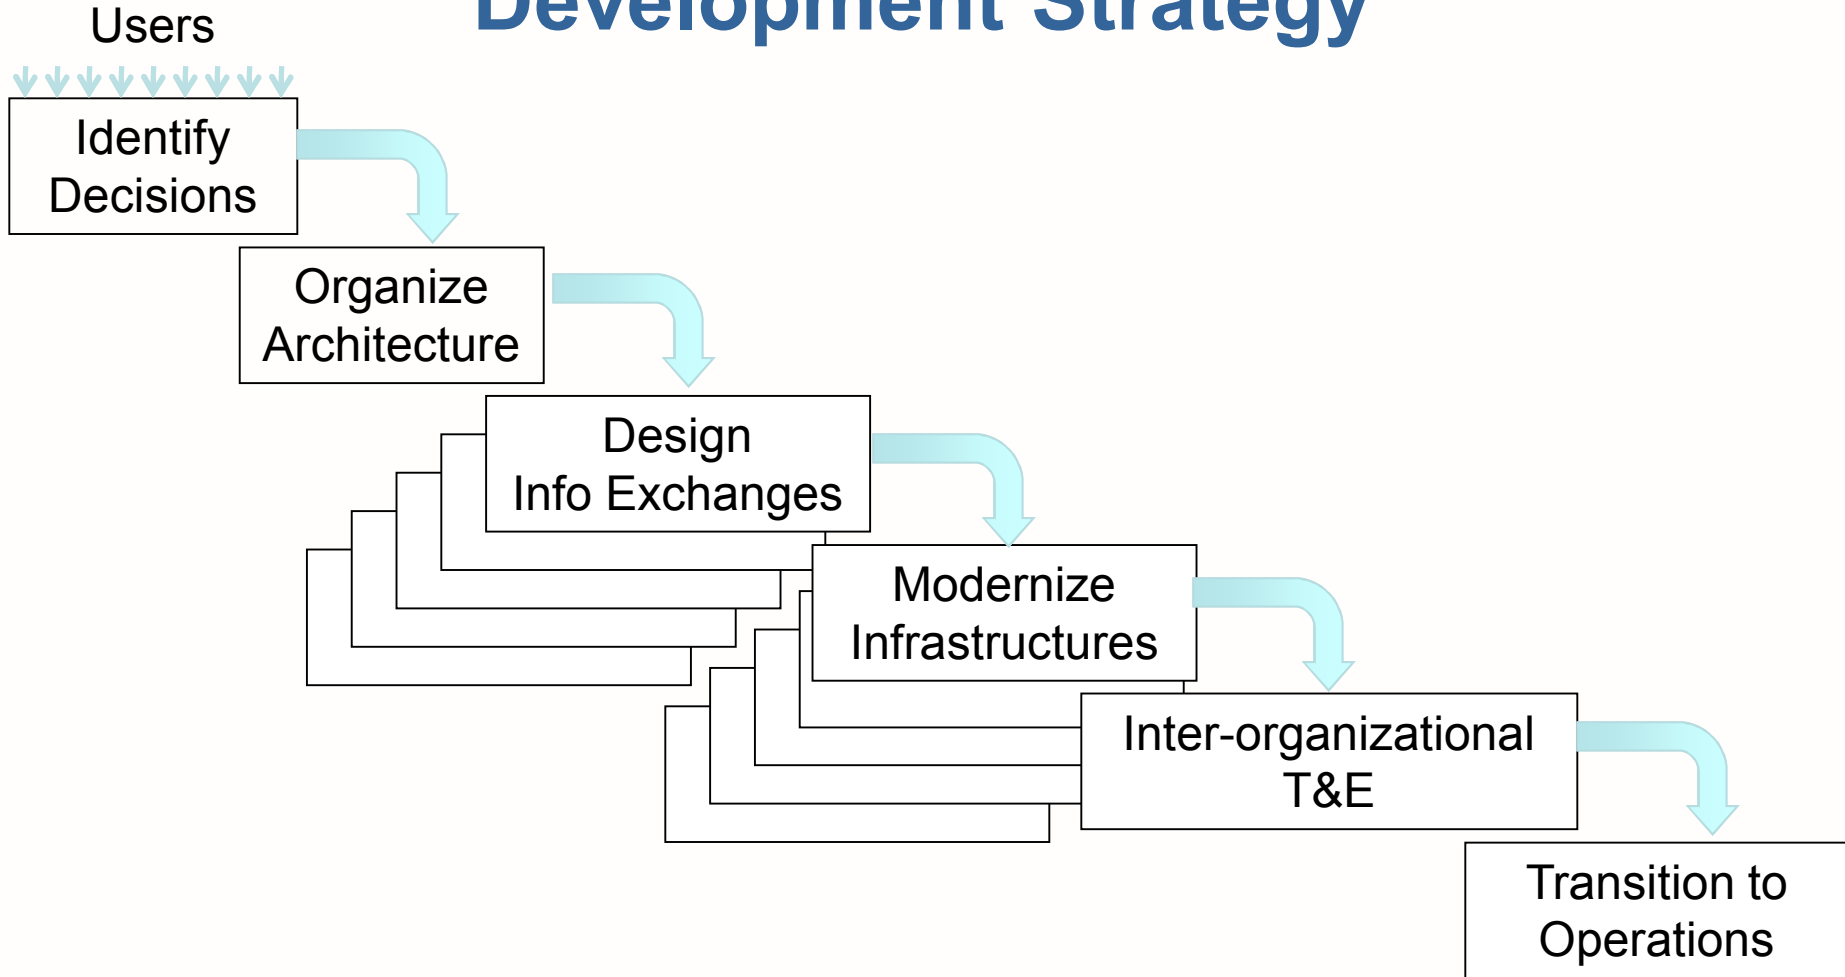 Development Strategy
Users
Identify
Decisions
Organize
Architecture
Design
Info Exchanges
Modernize
Infrastructures
Inter-organizational
T&E
Transition to
Operations